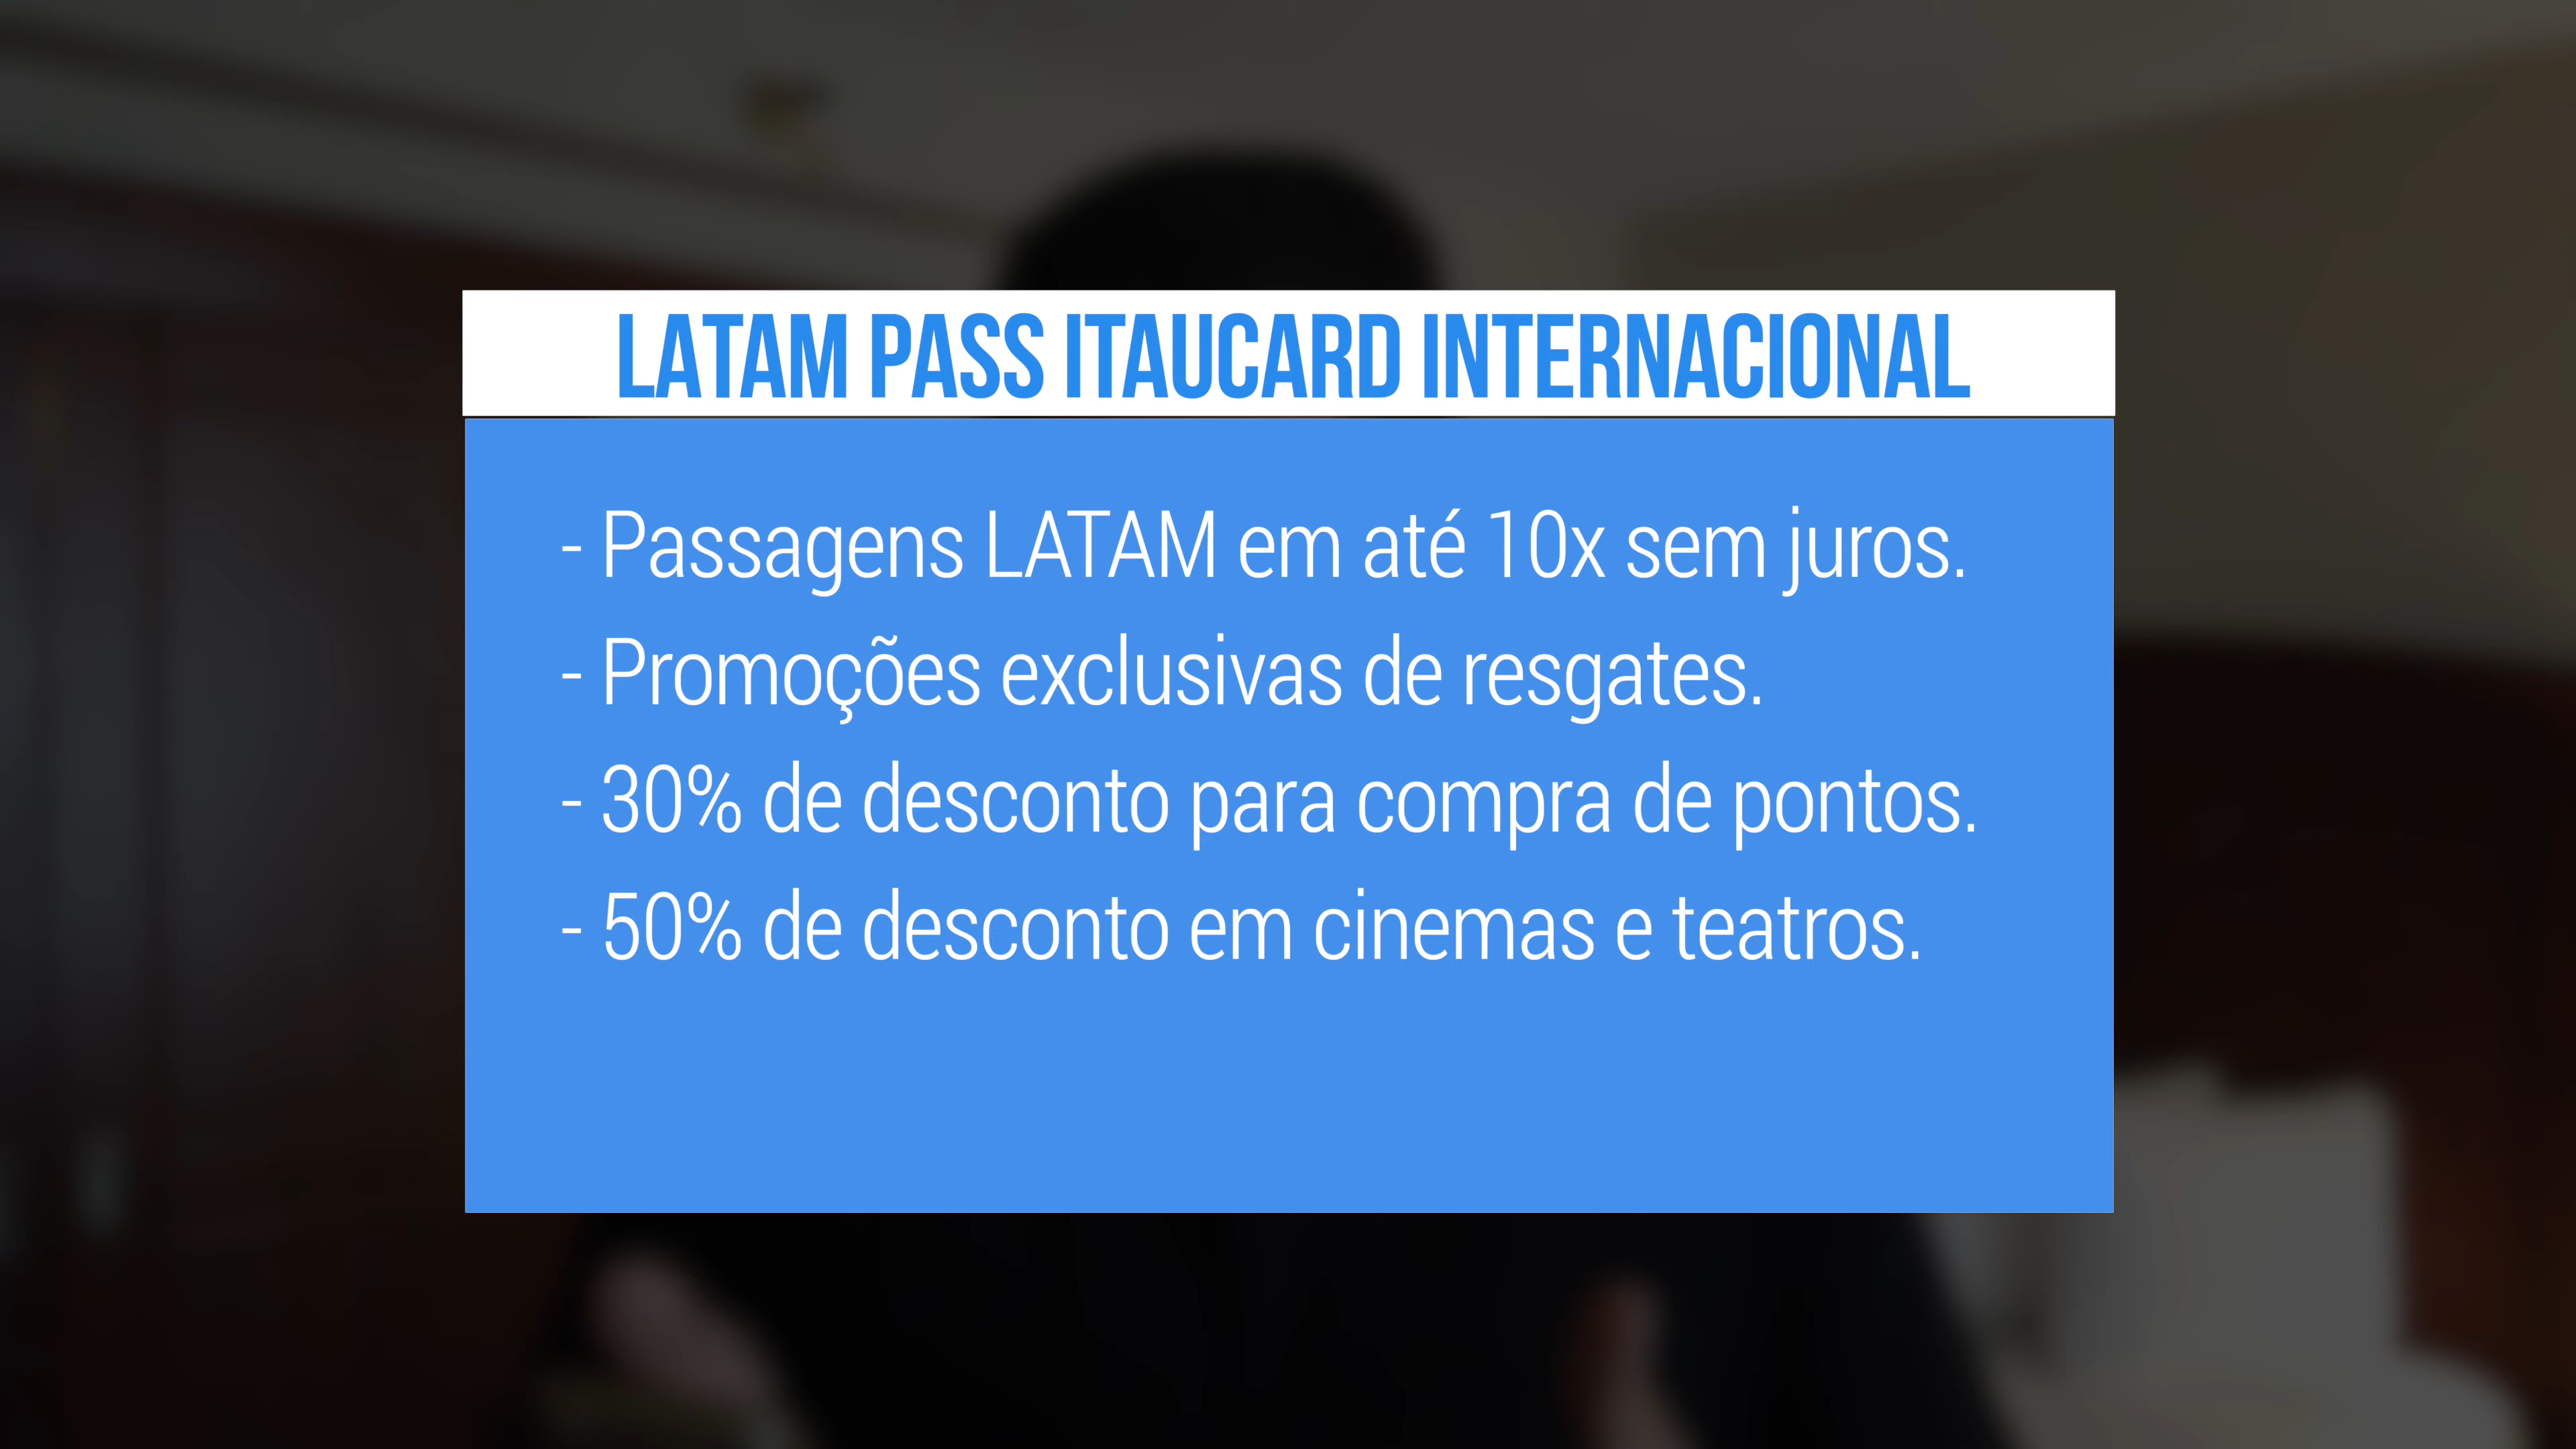 LATAM PASS ITAUCARD INTERNACIONAL
- Passagens LATAM em até 10x sem juros.
- Promoções exclusivas de resgates.
- 30% de desconto para compra de pontos.
- 50% de desconto em cinemas e teatros.